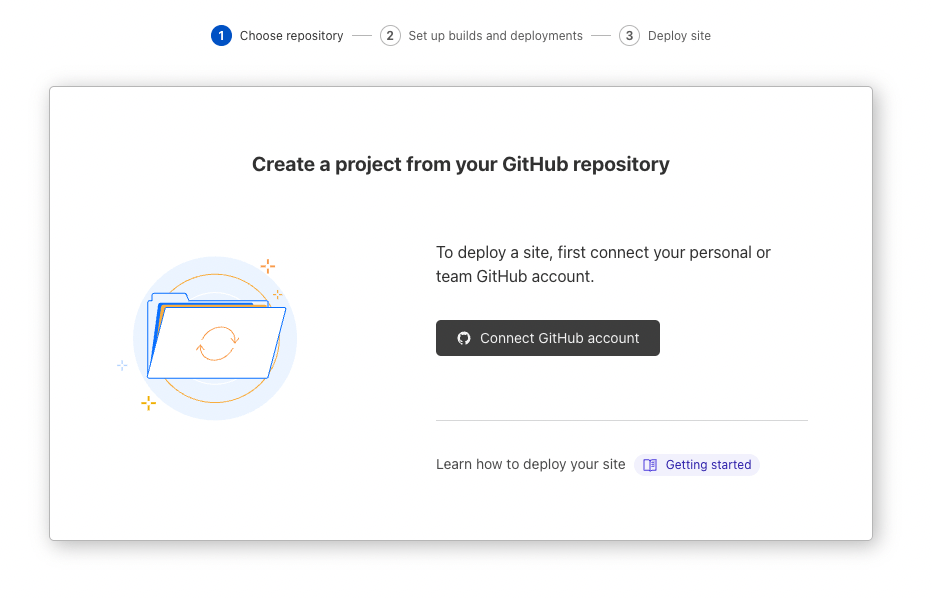 1 Choose repository 2 Set up builds and deployments 3 Deploy site
Create a project from your GitHub repository
To deploy a site, first connect your personal or
team GitHub account.
Connect GitHub account
Learn how to deploy your site Getting started